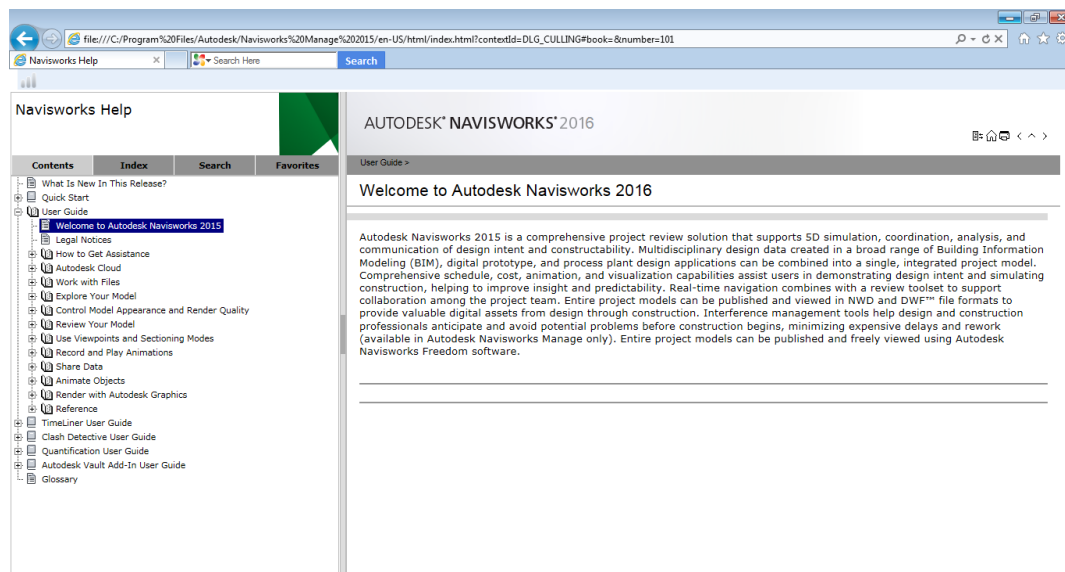 file:///C:/Program%20Files/Autodesk/Navisworks%20Manage%202015/en-US/html/index.html?contextId=DLG_CULLING#book=&number=101
Navisworks Help
Search Here
Search
Navisworks Help
AUTODESK® NAVISWORKS® 2016
Contents
Index
Search
Favorites
User Guide >
What Is New In This Release?
Quick Start
User Guide
Welcome to Autodesk Navisworks 2015
Legal Notices
How to Get Assistance
Autodesk Cloud
Work with Files
Explore Your Model
Control Model Appearance and Render Quality
Review Your Model
Use Viewpoints and Sectioning Modes
Record and Play Animations
Share Data
Animate Objects
Render with Autodesk Graphics
Reference
TimeLiner User Guide
Clash Detective User Guide
Quantification User Guide
Autodesk Vault Add-In User Guide
Glossary
Welcome to Autodesk Navisworks 2016
Autodesk Navisworks 2015 is a comprehensive project review solution that supports 5D simulation, coordination, analysis, and
communication of design intent and constructability. Multidisciplinary design data created in a broad range of Building Information
Modeling (BIM), digital prototype, and process plant design applications can be combined into a single, integrated project model.
Comprehensive schedule, cost, animation, and visualization capabilities assist users in demonstrating design intent and simulating
construction, helping to improve insight and predictability. Real-time navigation combines with a review toolset to support
collaboration among the project team. Entire project models can be published and viewed in NWD and DWF™ file formats to
provide valuable digital assets from design through construction. Interference management tools help design and construction
professionals anticipate and avoid potential problems before construction begins, minimizing expensive delays and rework
(available in Autodesk Navisworks Manage only). Entire project models can be published and freely viewed using Autodesk
Navisworks Freedom software.